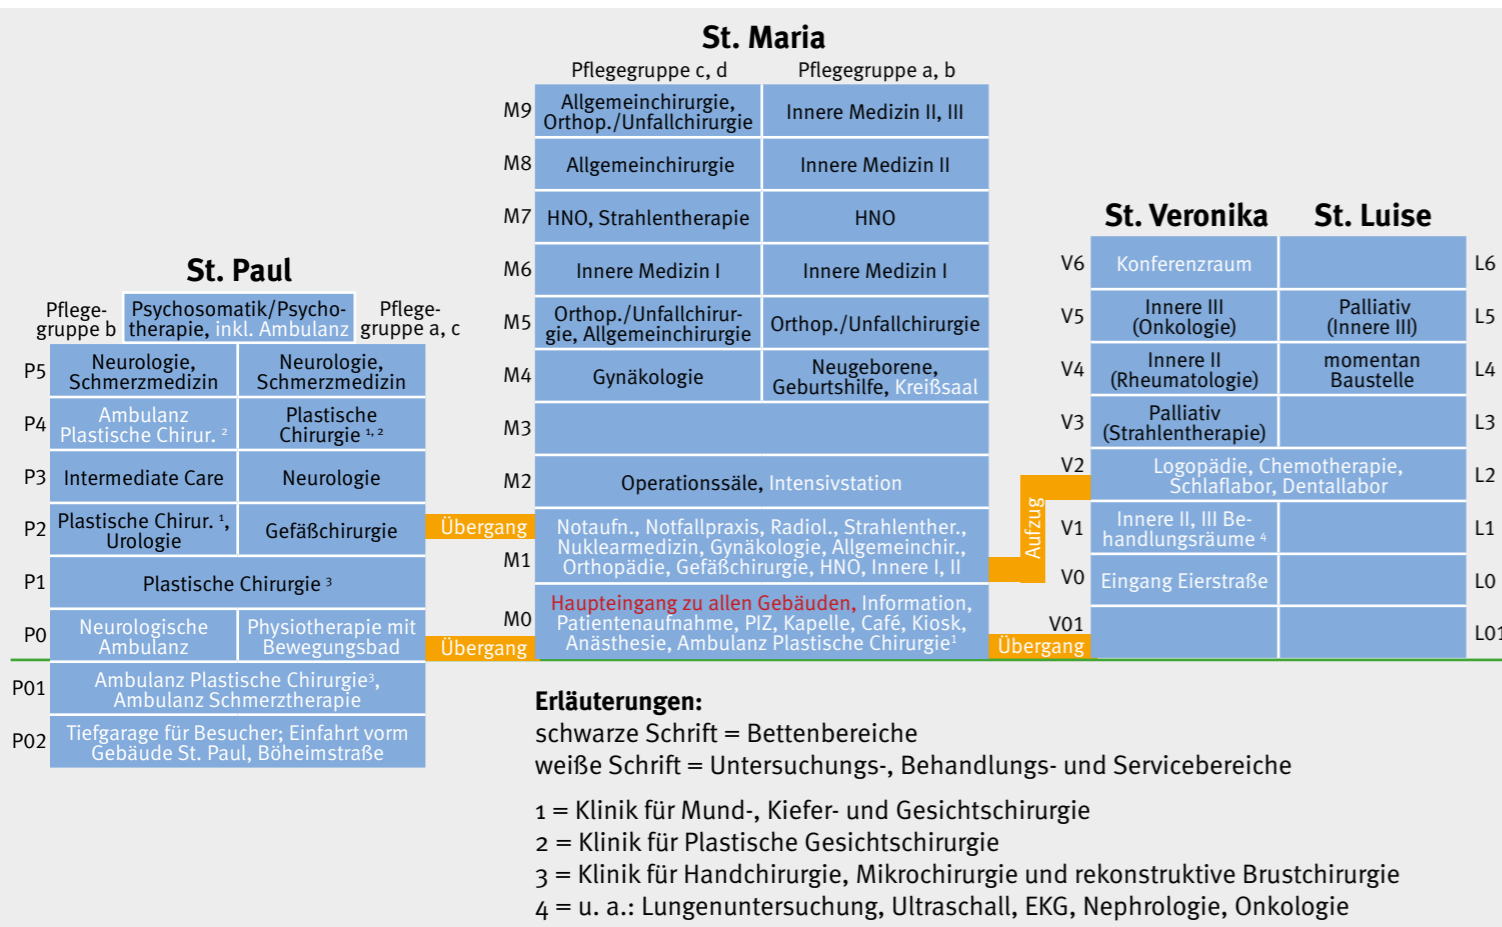 St. Maria
Pflegegruppe c, d
Pflegegruppe a, b
M9
Allgemeinchirurgie,
Orthop./Unfallchirurgie
Innere Medizin II, III
M8
Allgemeinchirurgie
Innere Medizin II
M7
HNO, Strahlentherapie
HNO
M6
Innere Medizin I
Innere Medizin I
M5
Orthop./Unfallchirur-
gie, Allgemeinchirurgie
Orthop./Unfallchirurgie
M4
Gynäkologie
Neugeborene,
Geburtshilfe, Kreißsaal
M3
M2
Operationssäle, Intensivstation
M1
Notaufn., Notfallpraxis, Radiol., Strahlenther.,
Nuklearmedizin, Gynäkologie, Allgemeinchir.,
Orthopädie, Gefäßchirurgie, HNO, Innere I, II
M0
Haupteingang zu allen Gebäuden, Information,
Patientenaufnahme, PIZ, Kapelle, Café, Kiosk,
Anästhesie, Ambulanz Plastische Chirurgie¹
St. Paul
Pflege-
gruppe b
Psychosomatik/Psycho-
therapie, inkl. Ambulanz
Pflege-
gruppe a, c
P5
Neurologie,
Schmerzmedizin
Neurologie,
Schmerzmedizin
P4
Ambulanz
Plastische Chirur. ²
Plastische
Chirurgie ¹, ²
P3
Intermediate Care
Neurologie
P2
Plastische Chirur. ¹,
Urologie
Gefäßchirurgie
Übergang
P1
Plastische Chirurgie ³
P0
Neurologische
Ambulanz
Physiotherapie mit
Bewegungsbad
Übergang
P01
Ambulanz Plastische Chirurgie³,
Ambulanz Schmerztherapie
P02
Tiefgarage für Besucher; Einfahrt vorm
Gebäude St. Paul, Böheimstraße
St. Veronika
St. Luise
V6
Konferenzraum
L6
V5
Innere III
(Onkologie)
Palliativ
(Innere III)
L5
V4
Innere II
(Rheumatologie)
momentan
Baustelle
L4
V3
Palliativ
(Strahlentherapie)
L3
V2
Logopädie, Chemotherapie,
Schlaflabor, Dentallabor
L2
Aufzug
V1
Innere II, III Be-
handlungsräume ⁴
L1
V0
Eingang Eierstraße
L0
V01
Übergang
L01
Erläuterungen:
schwarze Schrift = Bettenbereiche
weiße Schrift = Untersuchungs-, Behandlungs- und Servicebereiche
1 = Klinik für Mund-, Kiefer- und Gesichtschirurgie
2 = Klinik für Plastische Gesichtschirurgie
3 = Klinik für Handchirurgie, Mikrochirurgie und rekonstruktive Brustchirurgie
4 = u. a.: Lungenuntersuchung, Ultraschall, EKG, Nephrologie, Onkologie